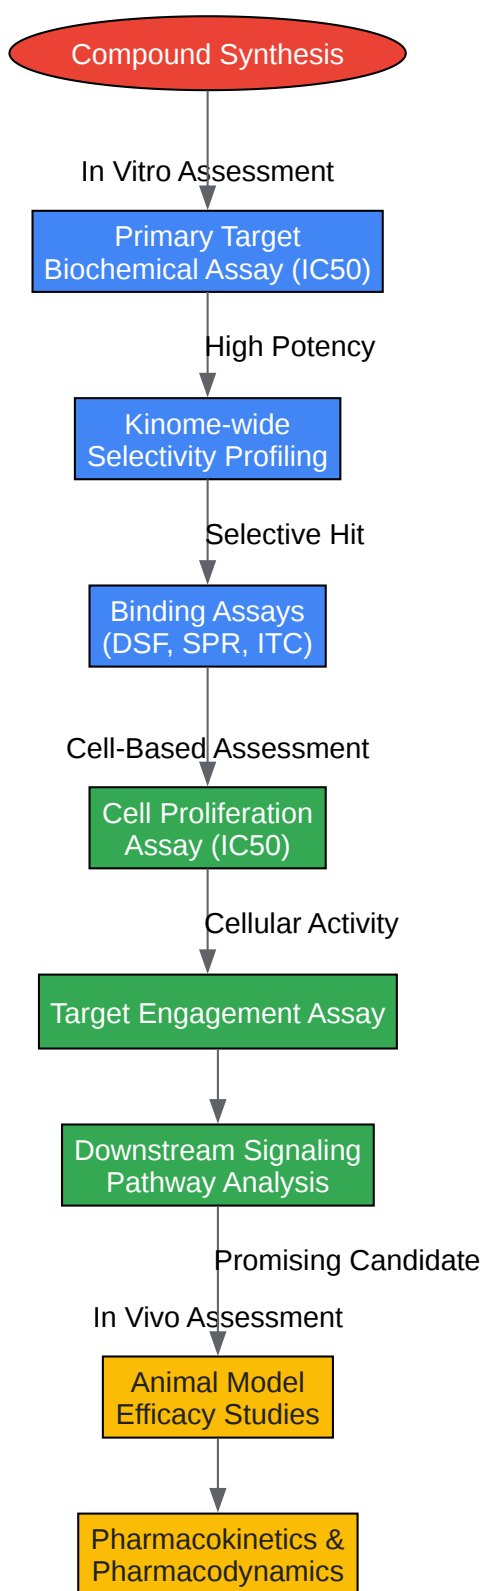 Compound Synthesis
In Vitro Assessment
Primary Target
Biochemical Assay (IC50)
High Potency
Kinome-wide
Selectivity Profiling
Selective Hit
Binding Assays
(DSF, SPR, ITC)
Cell-Based Assessment
Cell Proliferation
Assay (IC50)
Cellular Activity
Target Engagement Assay
Downstream Signaling
Pathway Analysis
Promising Candidate
In Vivo Assessment
Animal Model
Efficacy Studies
Pharmacokinetics &
Pharmacodynamics